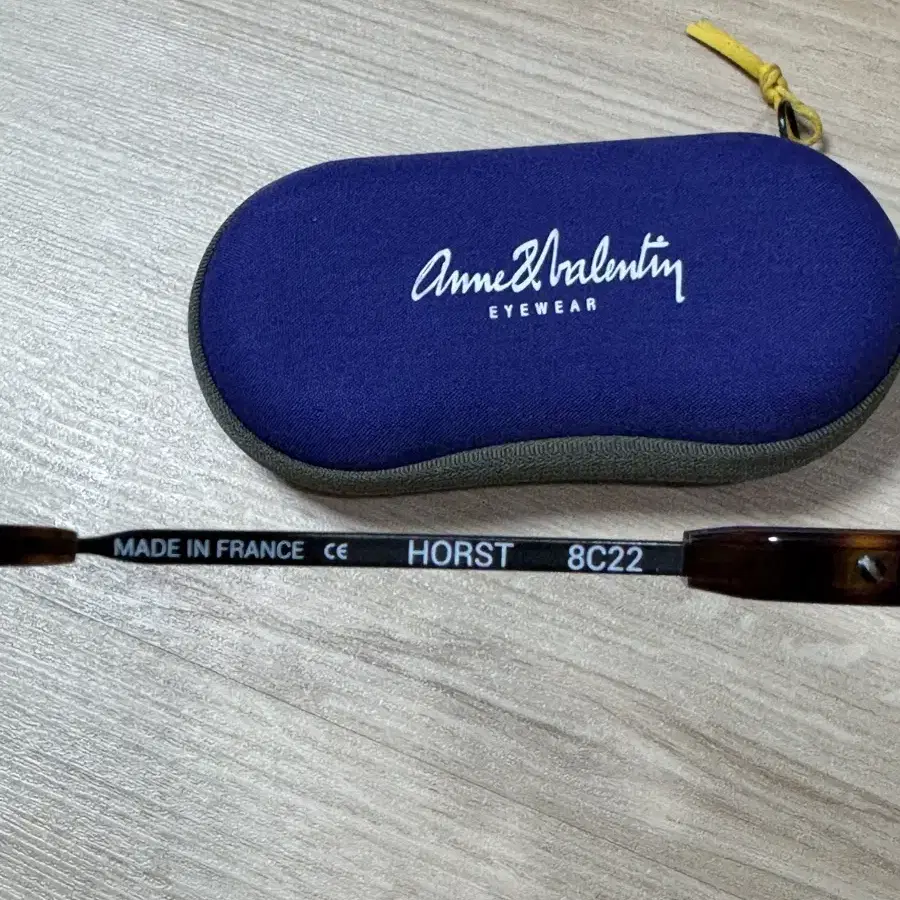 Anne & Valentin
EYEWEAR
MADE IN FRANCE CE HORST 8C22